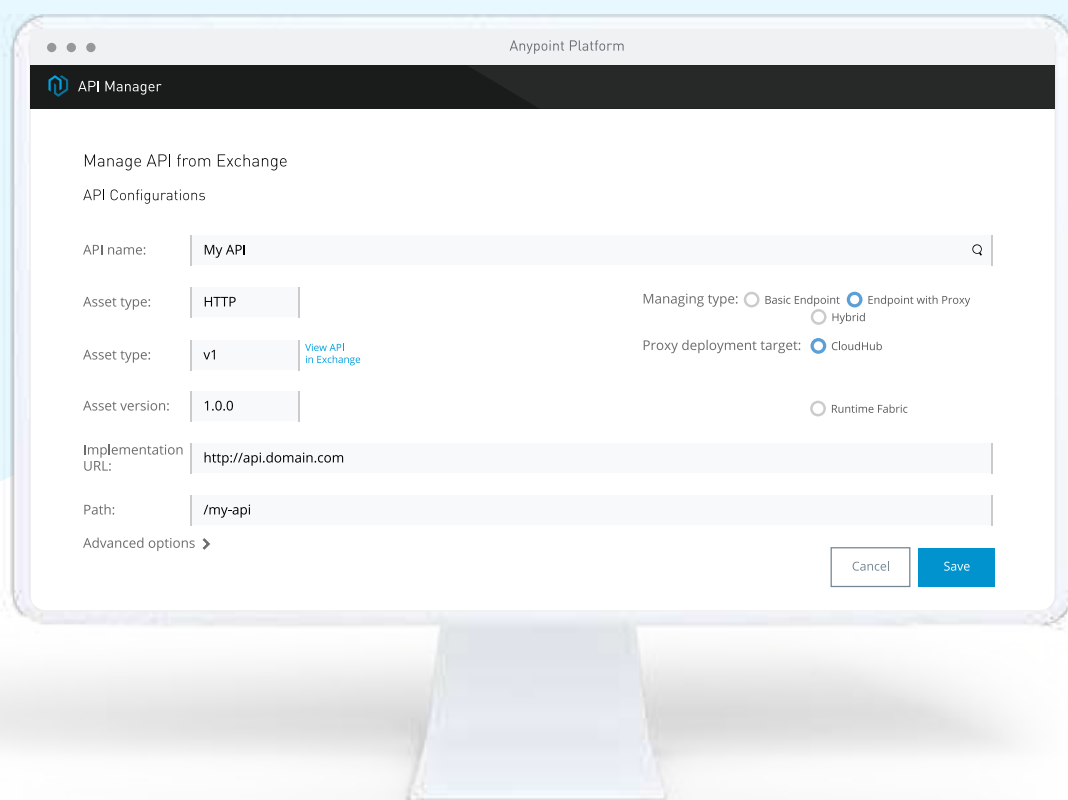 Anypoint Platform
API Manager
Manage API from Exchange
API Configurations
API name: My API
Asset type: HTTP
Managing type: Basic Endpoint Endpoint with Proxy
Hybrid
Asset type: v1 View API
in Exchange
Proxy deployment target: CloudHub
Asset version: 1.0.0
Runtime Fabric
Implementation
URL: http://api.domain.com
Path: /my-api
Advanced options
Cancel Save